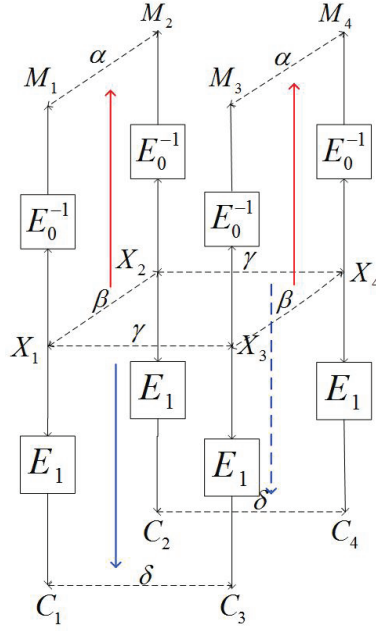 M₂ M₄
α α
M₁ M₃
E₀⁻¹ E₀⁻¹
E₀⁻¹ E₀⁻¹
X₂ γ X₄
β β
X₁ γ X₃
E₁ E₁
E₁ E₁
δ
C₂ C₄
δ
C₁ C₃